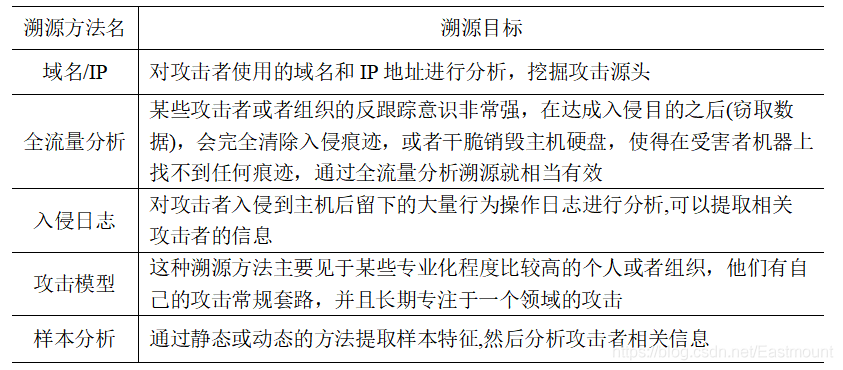 溯源方法名 溯源目标
域名/IP 对攻击者使用的域名和 IP 地址进行分析，挖掘攻击源头
某些攻击者或者组织的反跟踪意识非常强，在达成入侵目的之后(窃取数
全流量分析 据)，会完全清除入侵痕迹，或者干脆销毁主机硬盘，使得在受害者机器上
找不到任何痕迹，通过全流量分析溯源就相当有效
入侵日志 对攻击者入侵到主机后留下的大量行为操作日志进行分析,可以提取相关
攻击者的信息
攻击模型 这种溯源方法主要见于某些专业化程度比较高的个人或者组织，他们有自
己的攻击常规套路，并且长期专注于一个领域的攻击
样本分析 通过静态或动态的方法提取样本特征,然后分析攻击者相关信息
https://blog.csdn.net/Eastmount